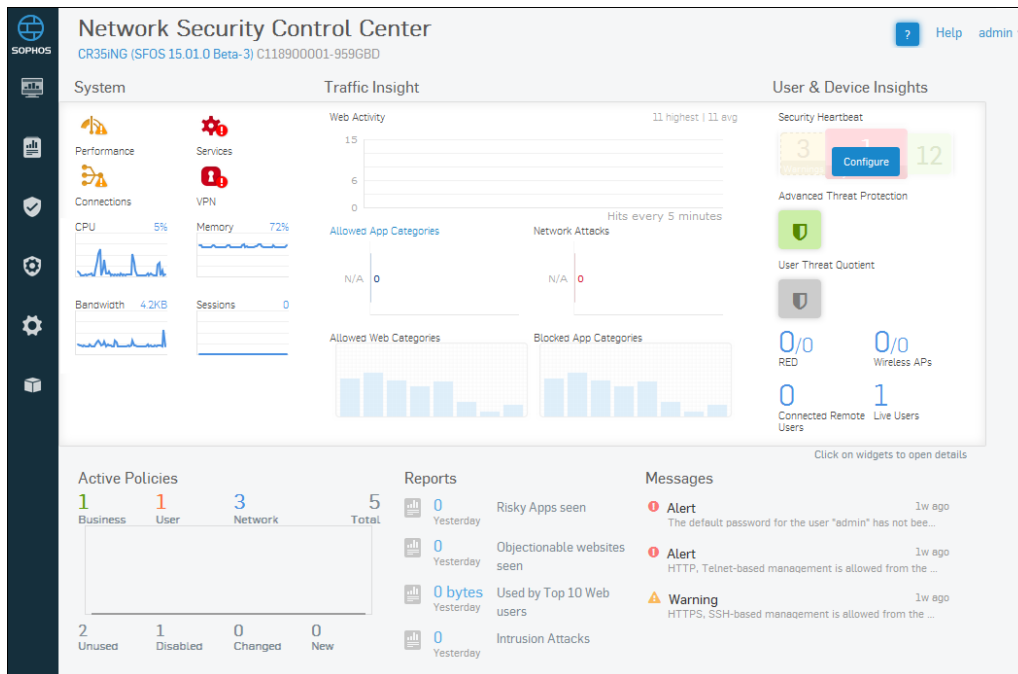 SOPHOS
Network Security Control Center
CR35iNG (SFOS 15.01.0 Beta-3) C118900001-959GBD
?
Help
admin
System
Traffic Insight
User & Device Insights
Performance
Services
Connections
VPN
CPU
5%
Memory
72%
Bandwidth
4.2KB
Sessions
0
Web Activity
11 highest | 11 avg
15
6
0
Hits every 5 minutes
Allowed App Categories
N/A
0
Network Attacks
N/A
0
Allowed Web Categories
Blocked App Categories
Security Heartbeat
3
1
12
Configure
Advanced Threat Protection
User Threat Quotient
0/0
RED
0/0
Wireless APs
0
Connected Remote
Users
1
Live Users
Click on widgets to open details
Active Policies
1
Business
1
User
3
Network
5
Total
2
Unused
1
Disabled
0
Changed
0
New
Reports
0
Yesterday
Risky Apps seen
0
Yesterday
Objectionable websites
seen
0 bytes
Yesterday
Used by Top 10 Web
users
0
Yesterday
Intrusion Attacks
Messages
Alert
1w ago
The default password for the user "admin" has not bee...
Alert
1w ago
HTTP, Telnet-based management is allowed from the ...
Warning
1w ago
HTTPS, SSH-based management is allowed from the ...